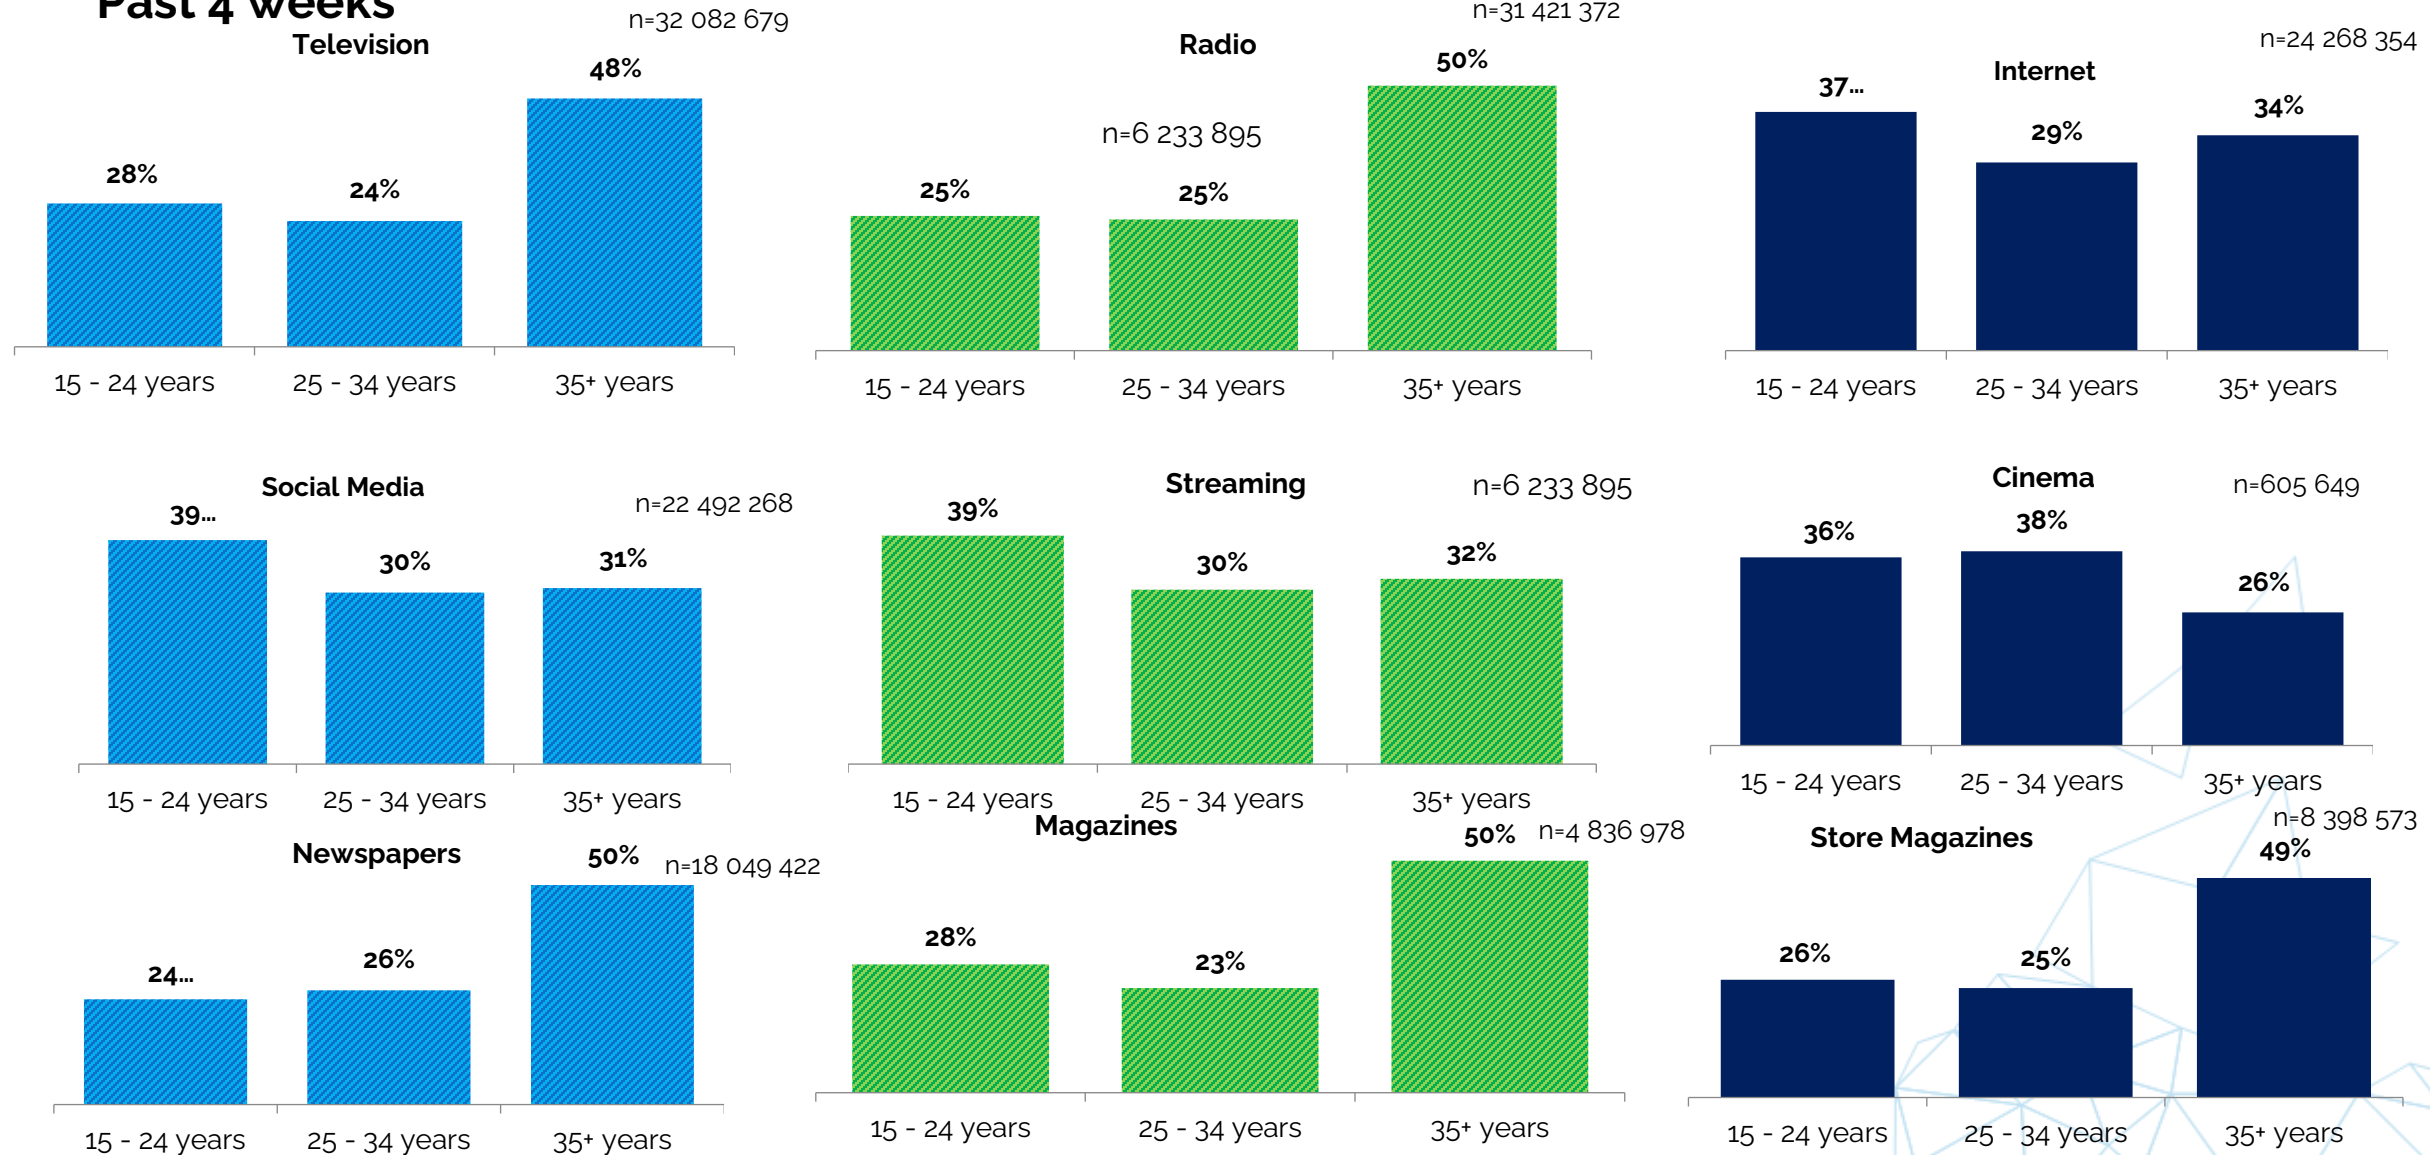 Past 4 weeks
Television
n=32 082 679
28%
24%
48%
15 - 24 years
25 - 34 years
35+ years
Radio
n=31 421 372
n=6 233 895
25%
25%
50%
15 - 24 years
25 - 34 years
35+ years
Internet
n=24 268 354
37...
29%
34%
15 - 24 years
25 - 34 years
35+ years
Social Media
n=22 492 268
39...
30%
31%
15 - 24 years
25 - 34 years
35+ years
Streaming
n=6 233 895
39%
30%
32%
15 - 24 years
25 - 34 years
35+ years
Cinema
n=605 649
36%
38%
26%
15 - 24 years
25 - 34 years
35+ years
Newspapers
n=18 049 422
24...
26%
50%
15 - 24 years
25 - 34 years
35+ years
Magazines
n=4 836 978
28%
23%
50%
15 - 24 years
25 - 34 years
35+ years
Store Magazines
n=8 398 573
26%
25%
49%
15 - 24 years
25 - 34 years
35+ years